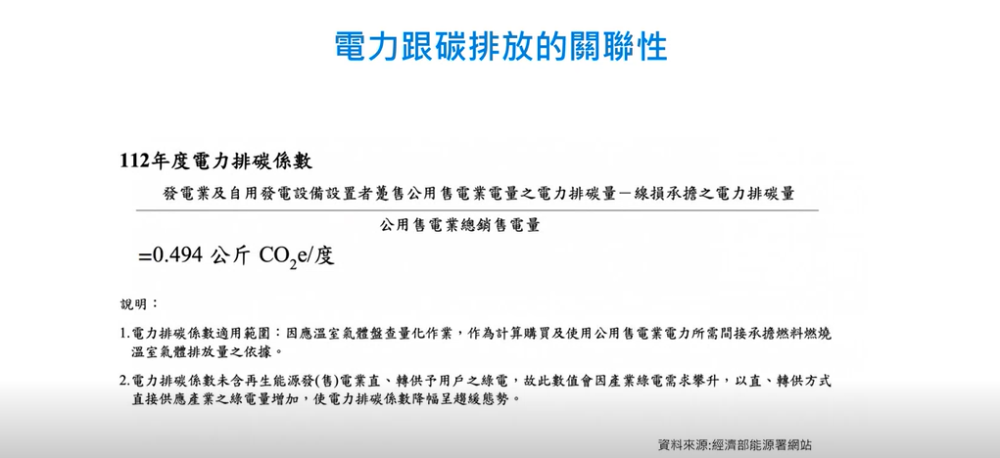 電力跟碳排放的關聯性
112年度電力排碳係數
發電業及自用發電設備設置者躉售公用售電業電量之電力排碳量－線損承擔之電力排碳量
公用售電業總銷售電量
=0.494 公斤 CO₂e/度
說明：
1.電力排碳係數適用範圍：因應溫室氣體盤查量化作業，作為計算購買及使用公用售電業電力所需間接承擔燃料燃燒
溫室氣體排放量之依據。
2.電力排碳係數未含再生能源發(售)電業直、轉供予用戶之綠電，故此數值會因產業綠電需求攀升，以直、轉供方式
直接供應產業之綠電量增加，使電力排碳係數降幅呈趨緩態勢。
資料來源:經濟部能源署網站